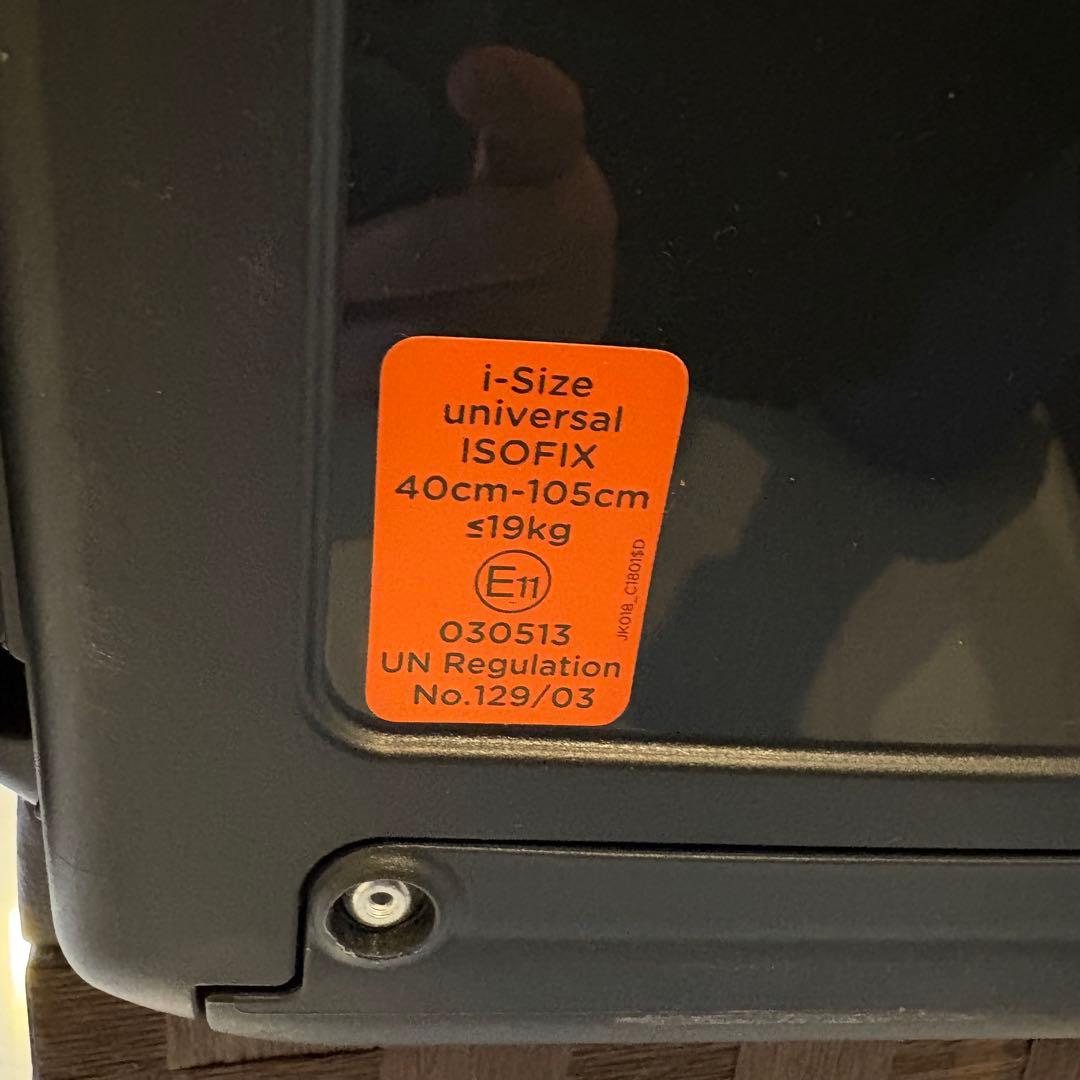 i-Size
universal
ISOFIX
40cm-105cm
≤19kg
E11
030513
UN Regulation
No.129/03
JK018_C1801$D